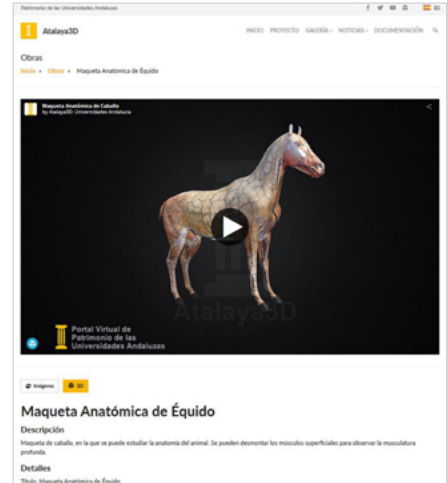 Patrimonio de las Universidades Andaluzas
ES
Atalaya3D
INICIO PROYECTO GALERÍA NOTICIAS DOCUMENTACIÓN
Obras
Inicio » Obras » Maqueta Anatómica de Équido
Maqueta Anatómica de Caballo
by Atalaya3D: Universidades Andalucía
Atalaya3D
Portal Virtual de
Patrimonio de las
Universidades Andaluzas
Imágenes 3D
Maqueta Anatómica de Équido
Descripción
Maqueta de caballo, en la que se puede estudiar la anatomía del animal. Se pueden desmontar los músculos superficiales para observar la musculatura
profunda.
Detalles
Título: Maqueta Anatómica de Équido